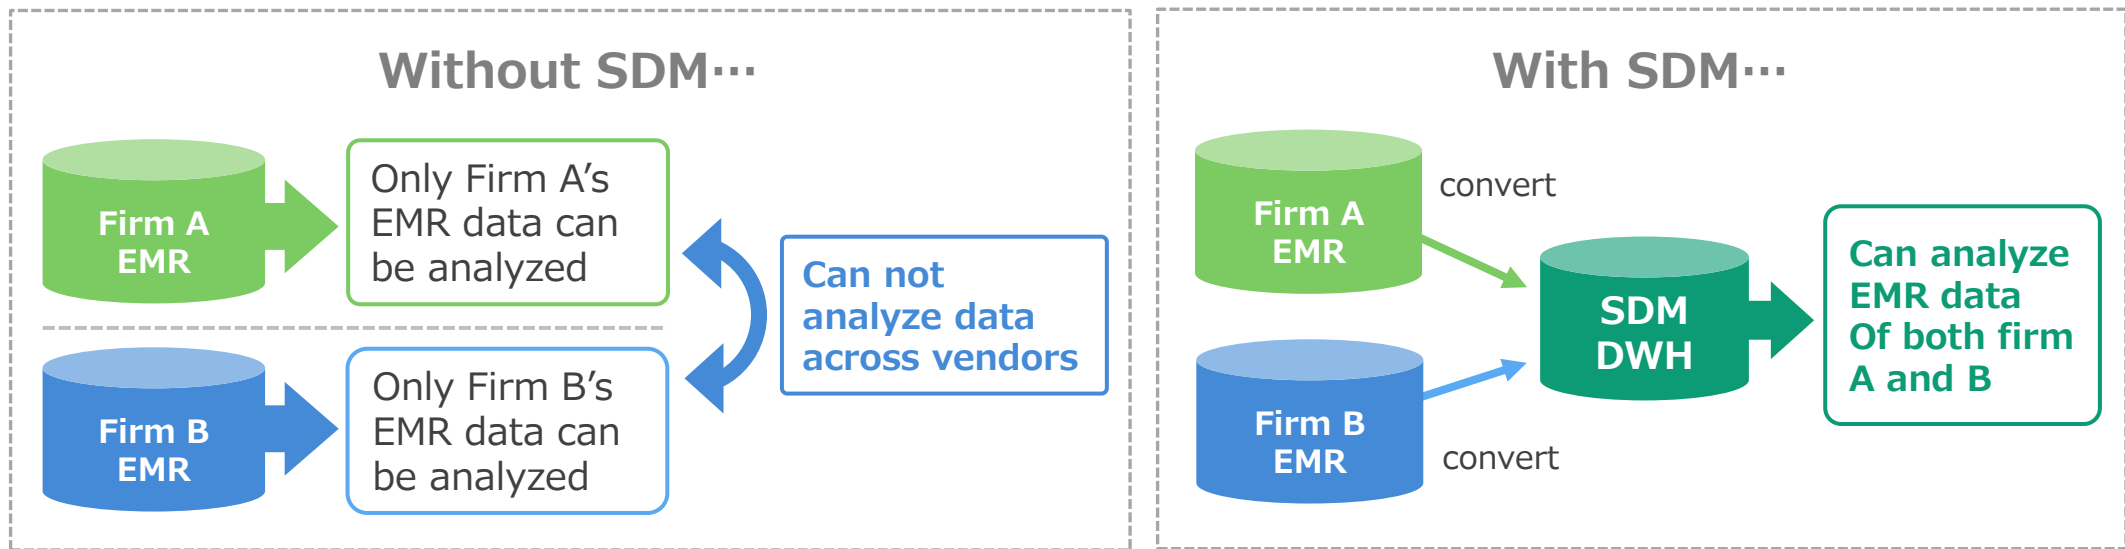 Without SDM…
Firm A
EMR
Only Firm A’s
EMR data can
be analyzed
Firm B
EMR
Only Firm B’s
EMR data can
be analyzed
Can not
analyze data
across vendors
With SDM…
Firm A
EMR
convert
Firm B
EMR
convert
SDM
DWH
Can analyze
EMR data
Of both firm
A and B